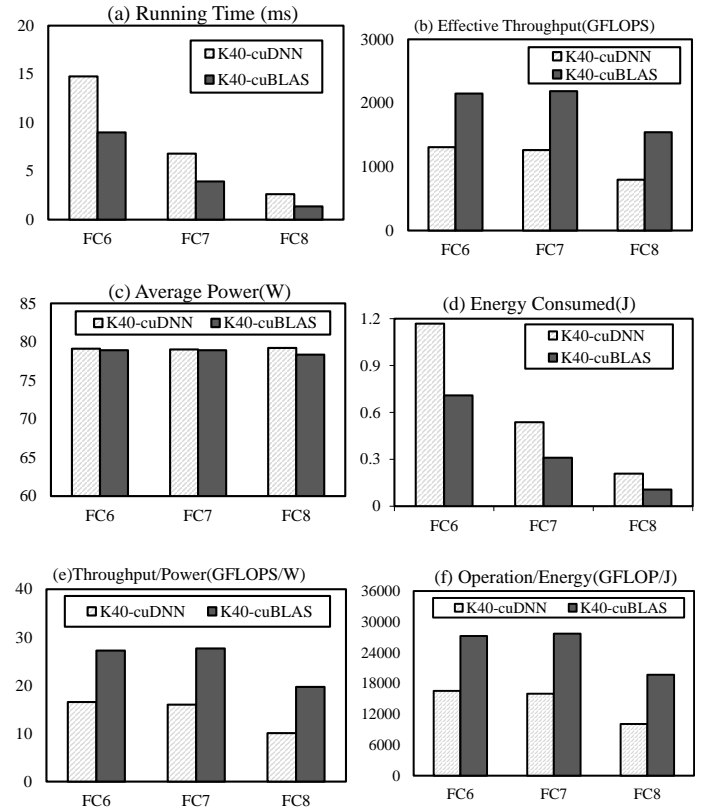 (a) Running Time (ms)
20
15
10
5
0
K40-cuDNN
K40-cuBLAS
FC6 FC7 FC8
(b) Effective Throughput(GFLOPS)
3000
2000
1000
0
K40-cuDNN
K40-cuBLAS
FC6 FC7 FC8
(c) Average Power(W)
85
80
75
70
65
60
K40-cuDNN K40-cuBLAS
FC6 FC7 FC8
(d) Energy Consumed(J)
1.2
0.9
0.6
0.3
0
K40-cuDNN
K40-cuBLAS
FC6 FC7 FC8
(e)Throughput/Power(GFLOPS/W)
40
30
20
10
0
K40-cuDNN K40-cuBLAS
FC6 FC7 FC8
(f) Operation/Energy(GFLOP/J)
36000
30000
24000
18000
12000
6000
0
K40-cuDNN K40-cuBLAS
FC6 FC7 FC8